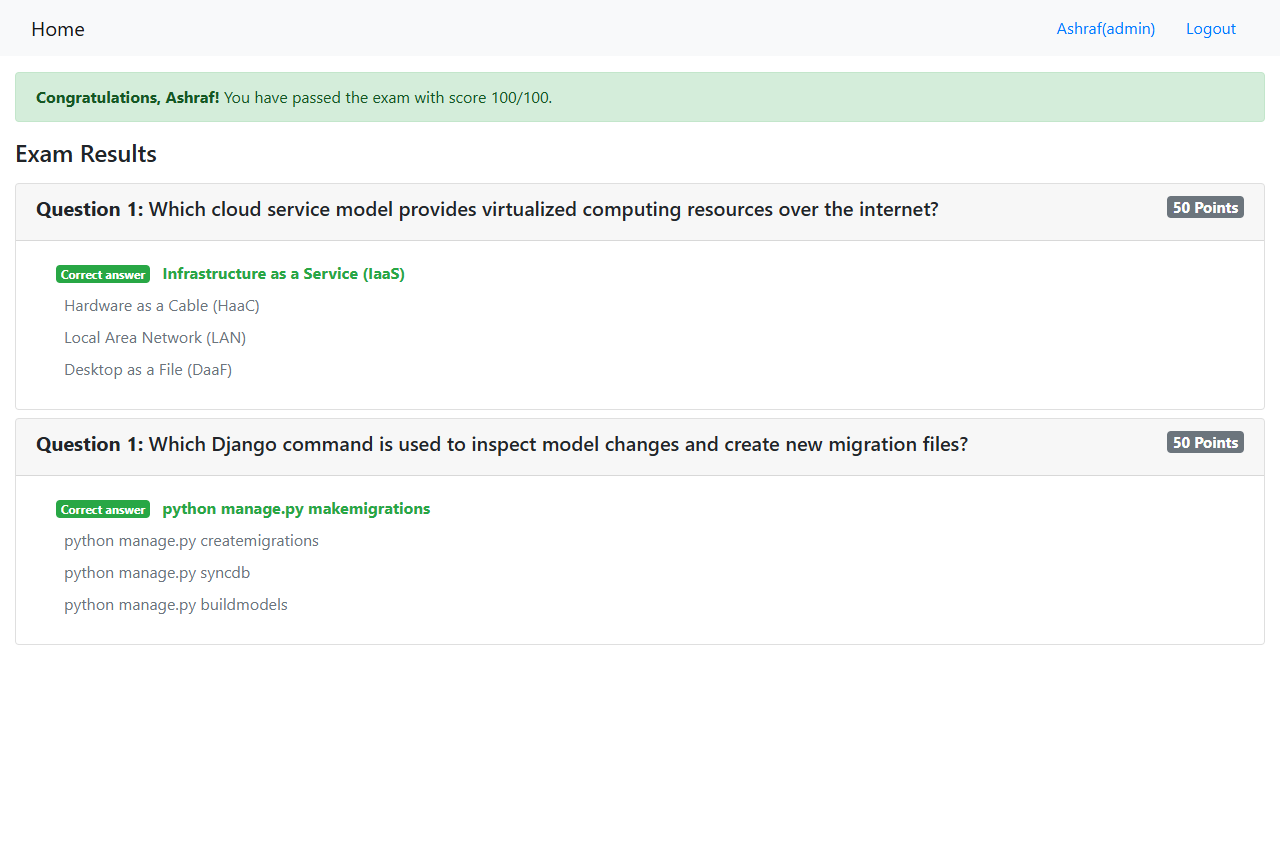 Home
Ashraf(admin)
Logout
Congratulations, Ashraf! You have passed the exam with score 100/100.
Exam Results
Question 1: Which cloud service model provides virtualized computing resources over the internet?
50 Points
Correct answer Infrastructure as a Service (IaaS)
Hardware as a Cable (HaaC)
Local Area Network (LAN)
Desktop as a File (DaaF)
Question 1: Which Django command is used to inspect model changes and create new migration files?
50 Points
Correct answer python manage.py makemigrations
python manage.py createmigrations
python manage.py syncdb
python manage.py buildmodels